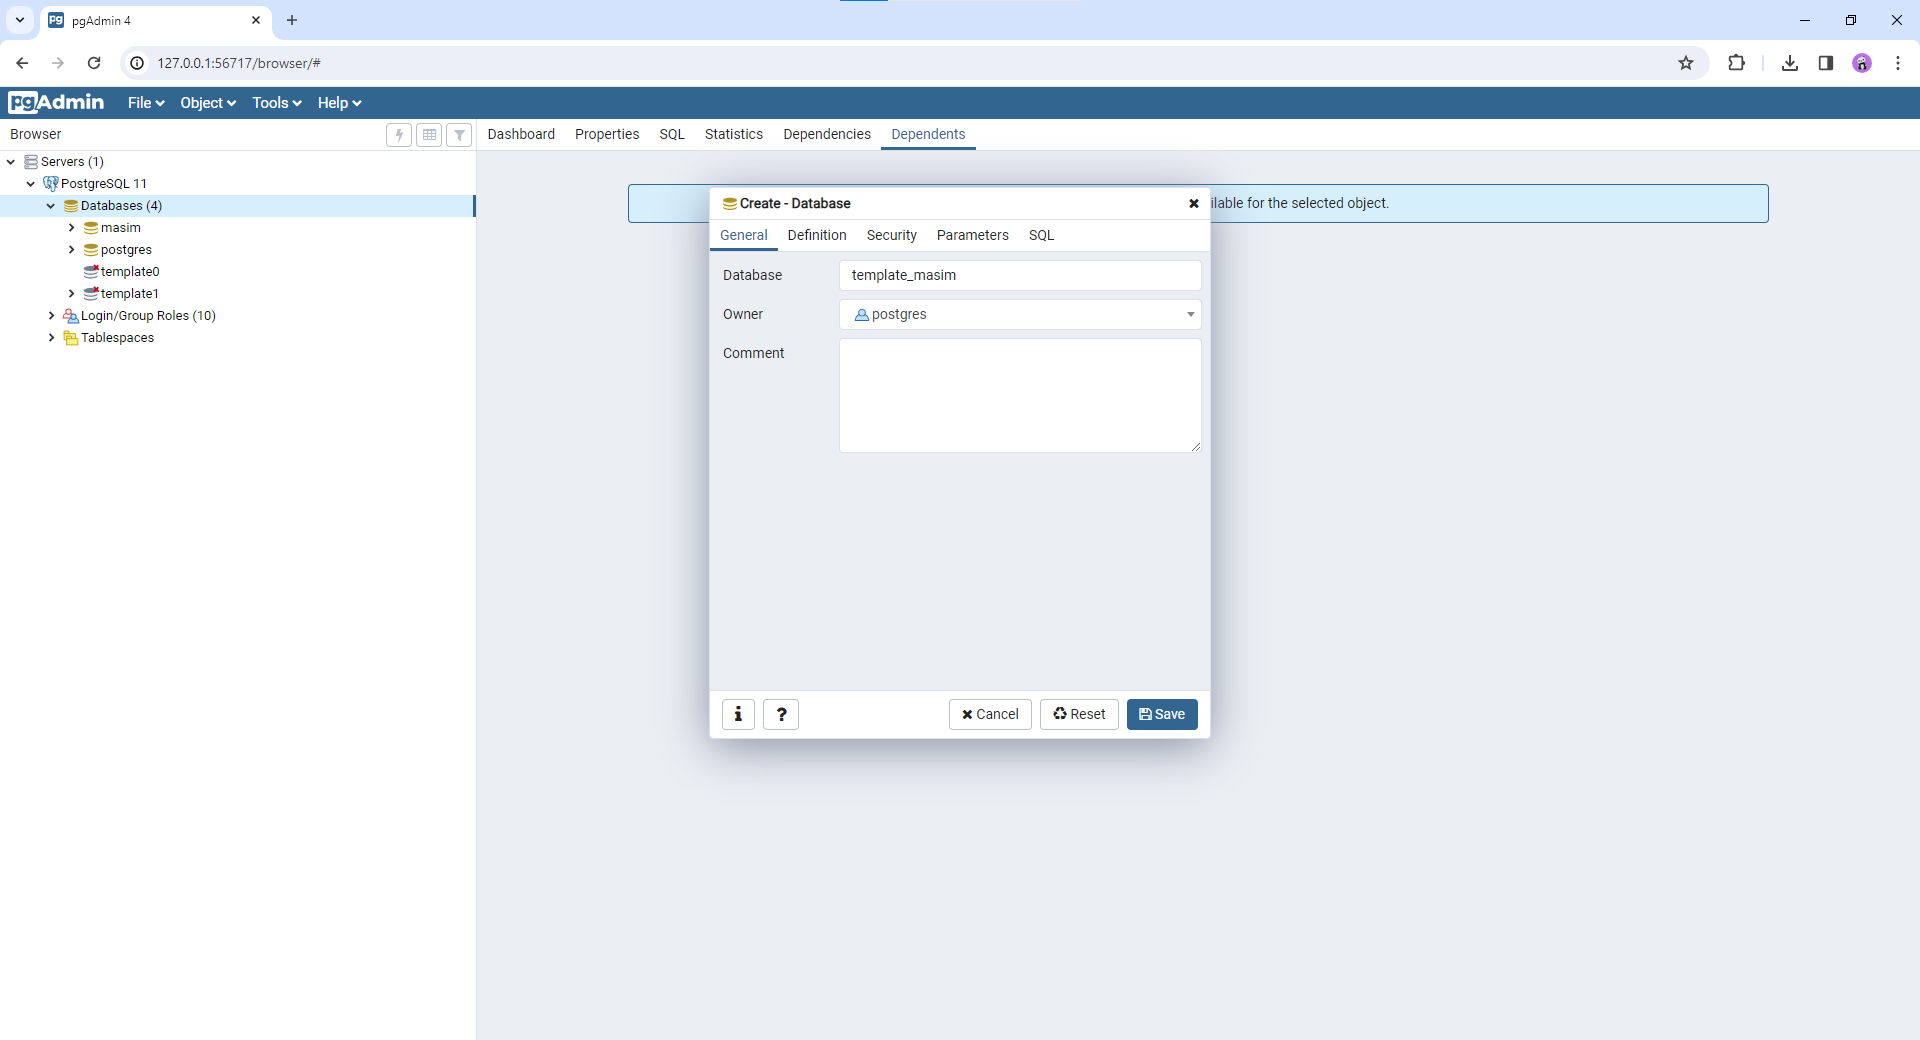 pgAdmin 4
127.0.0.1:56717/browser/#
pgAdmin File Object Tools Help
Browser
Dashboard Properties SQL Statistics Dependencies Dependents
Servers (1)
PostgreSQL 11
Databases (4)
masim
postgres
template0
template1
Login/Group Roles (10)
Tablespaces
for the selected object.
Create - Database
General Definition Security Parameters SQL
Database template_masim
Owner postgres
Comment
i ? Cancel Reset Save